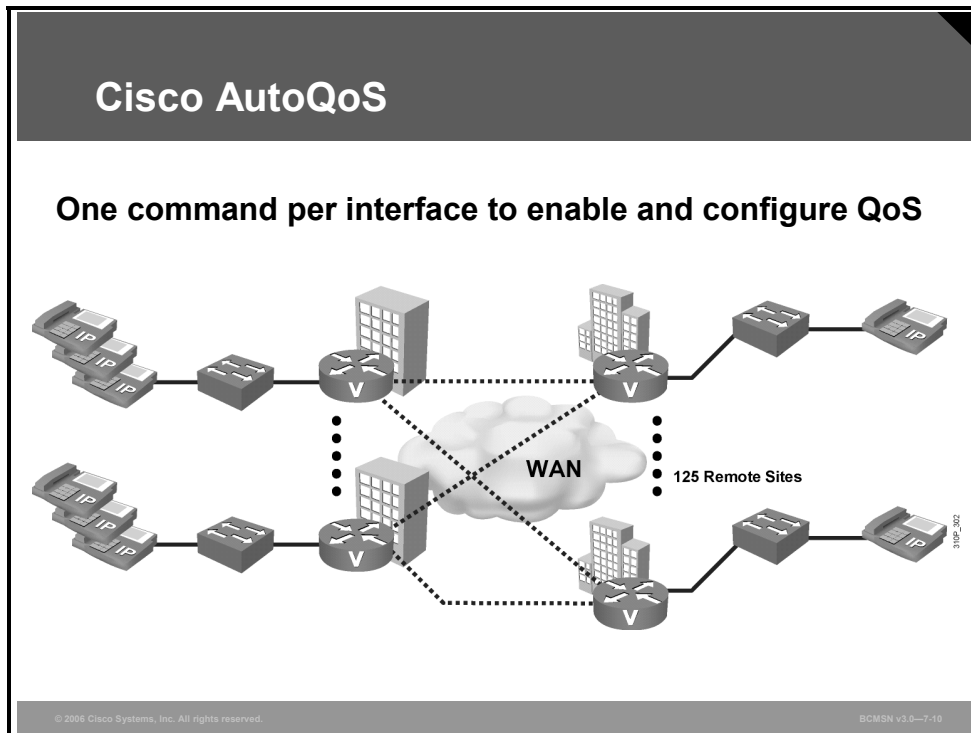 Cisco AutoQoS
One command per interface to enable and configure QoS
IP
IP
IP
V
V
IP
WAN
125 Remote Sites
IP
IP
IP
V
V
IP
310P_302
© 2006 Cisco Systems, Inc. All rights reserved.
BCMSN v3.0—7-10